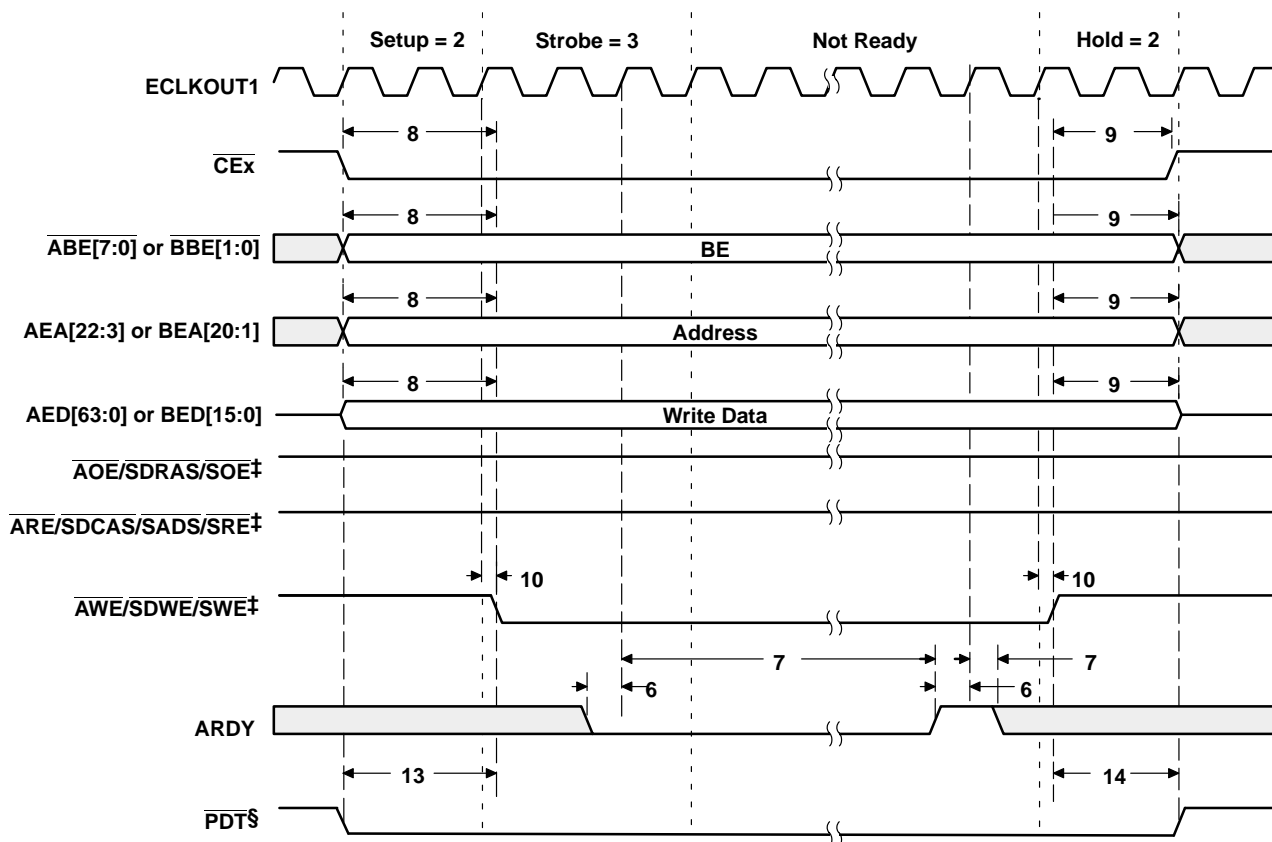 Setup = 2 Strobe = 3 Not Ready Hold = 2
ECLKOUT1
8 9
CEx
8 9
ABE[7:0] or BBE[1:0] BE
8 9
AEA[22:3] or BEA[20:1] Address
8 9
AED[63:0] or BED[15:0] Write Data
AOE/SDRAS/SOE‡
ARE/SDCAS/SADS/SRE‡
10 10
AWE/SDWE/SWE‡
7 7
6 6
ARDY
13 14
PDT§